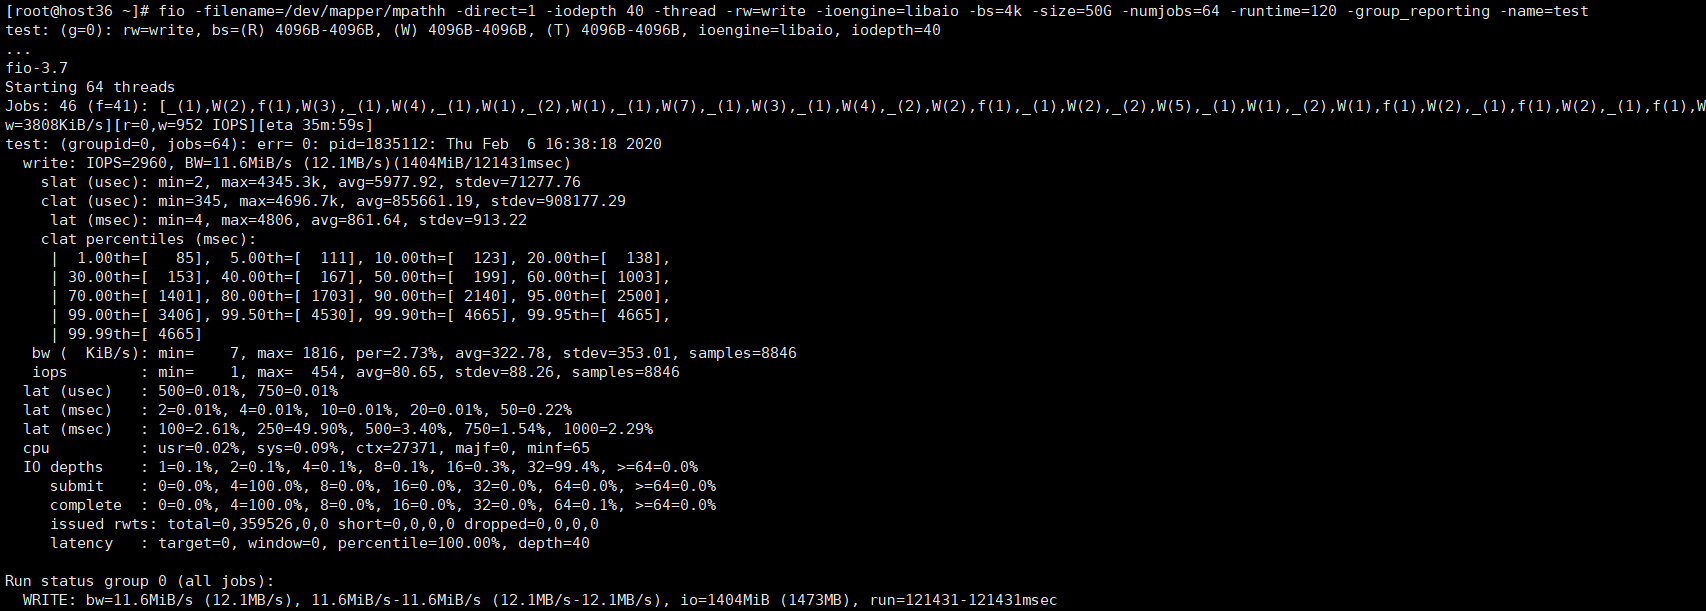 [root@host36 ~]# fio -filename=/dev/mapper/mpathh -direct=1 -iodepth 40 -thread -rw=write -ioengine=libaio -bs=4k -size=50G -numjobs=64 -runtime=120 -group_reporting -name=test
test: (g=0): rw=write, bs=(R) 4096B-4096B, (W) 4096B-4096B, (T) 4096B-4096B, ioengine=libaio, iodepth=40
...
fio-3.7
Starting 64 threads
Jobs: 46 (f=41): [_(1),W(2),f(1),W(3),_(1),W(4),_(1),W(1),_(2),W(1),_(1),W(7),_(1),W(3),_(1),W(4),_(2),W(2),f(1),_(1),W(2),_(2),W(5),_(1),W(1),_(2),W(1),f(1),W(2),_(1),f(1),W(2),_(1),f(1),W
w=3808KiB/s][r=0,w=952 IOPS][eta 35m:59s]
test: (groupid=0, jobs=64): err= 0: pid=1835112: Thu Feb  6 16:38:18 2020
  write: IOPS=2960, BW=11.6MiB/s (12.1MB/s)(1404MiB/121431msec)
    slat (usec): min=2, max=4345.3k, avg=5977.92, stdev=71277.76
    clat (usec): min=345, max=4696.7k, avg=855661.19, stdev=908177.29
     lat (msec): min=4, max=4806, avg=861.64, stdev=913.22
    clat percentiles (msec):
     |  1.00th=[   85],  5.00th=[  111], 10.00th=[  123], 20.00th=[  138],
     | 30.00th=[  153], 40.00th=[  167], 50.00th=[  199], 60.00th=[ 1003],
     | 70.00th=[ 1401], 80.00th=[ 1703], 90.00th=[ 2140], 95.00th=[ 2500],
     | 99.00th=[ 3406], 99.50th=[ 4530], 99.90th=[ 4665], 99.95th=[ 4665],
     | 99.99th=[ 4665]
   bw (  KiB/s): min=    7, max= 1816, per=2.73%, avg=322.78, stdev=353.01, samples=8846
   iops        : min=    1, max=  454, avg=80.65, stdev=88.26, samples=8846
  lat (usec)   : 500=0.01%, 750=0.01%
  lat (msec)   : 2=0.01%, 4=0.01%, 10=0.01%, 20=0.01%, 50=0.22%
  lat (msec)   : 100=2.61%, 250=49.90%, 500=3.40%, 750=1.54%, 1000=2.29%
  cpu          : usr=0.02%, sys=0.09%, ctx=27371, majf=0, minf=65
  IO depths    : 1=0.1%, 2=0.1%, 4=0.1%, 8=0.1%, 16=0.3%, 32=99.4%, >=64=0.0%
     submit    : 0=0.0%, 4=100.0%, 8=0.0%, 16=0.0%, 32=0.0%, 64=0.0%, >=64=0.0%
     complete  : 0=0.0%, 4=100.0%, 8=0.0%, 16=0.0%, 32=0.0%, 64=0.1%, >=64=0.0%
     issued rwts: total=0,359526,0,0 short=0,0,0,0 dropped=0,0,0,0
     latency   : target=0, window=0, percentile=100.00%, depth=40

Run status group 0 (all jobs):
  WRITE: bw=11.6MiB/s (12.1MB/s), 11.6MiB/s-11.6MiB/s (12.1MB/s-12.1MB/s), io=1404MiB (1473MB), run=121431-121431msec